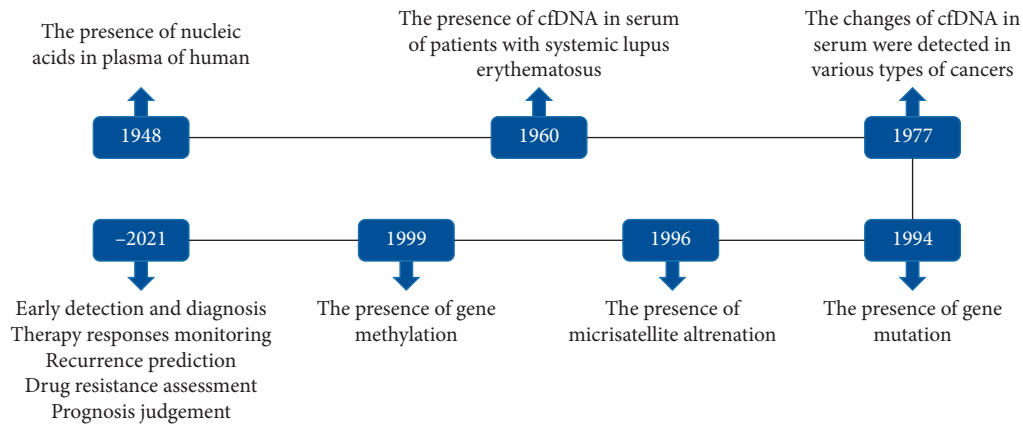 The presence of nucleic
acids in plasma of human
1948
The presence of cfDNA in serum
of patients with systemic lupus
erythematosus
1960
The changes of cfDNA in
serum were detected in
various types of cancers
1977
1994
The presence of gene
mutation
1996
The presence of
micrisatellite altrenation
1999
The presence of gene
methylation
–2021
Early detection and diagnosis
Therapy responses monitoring
Recurrence prediction
Drug resistance assessment
Prognosis judgement